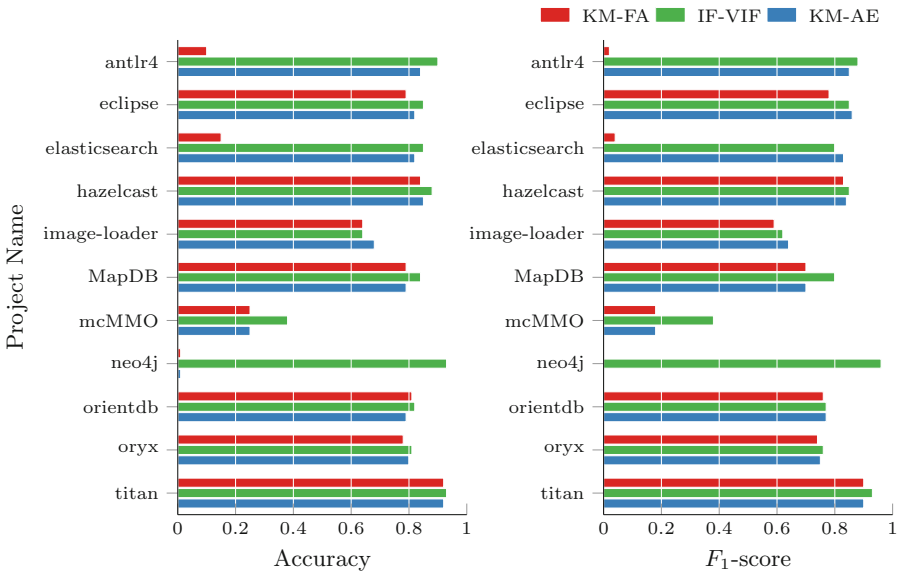 KM-FA IF-VIF KM-AE
Project Name
antlr4
eclipse
elasticsearch
hazelcast
image-loader
MapDB
mcMMO
neo4j
orientdb
oryx
titan
0 0.2 0.4 0.6 0.8 1
Accuracy
antlr4
eclipse
elasticsearch
hazelcast
image-loader
MapDB
mcMMO
neo4j
orientdb
oryx
titan
0 0.2 0.4 0.6 0.8 1
F₁-score